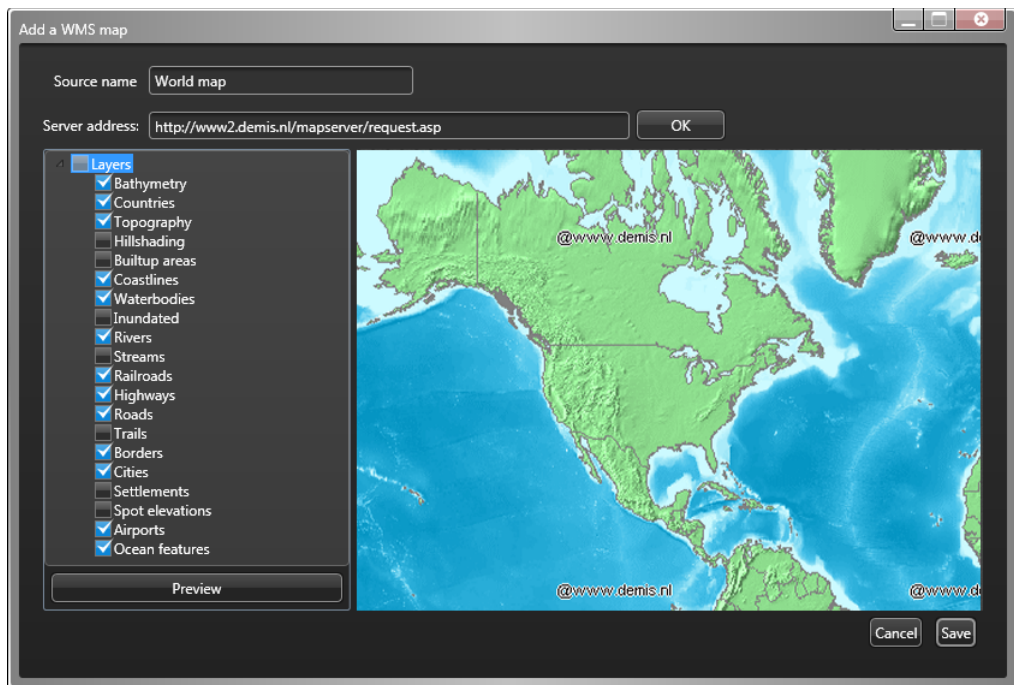 Add a WMS map
Source name World map
Server address: http://www2.demis.nl/mapserver/request.asp OK
Layers
Bathymetry
Countries
Topography
Hillshading
Builtup areas
Coastlines
Waterbodies
Inundated
Rivers
Streams
Railroads
Highways
Roads
Trails
Borders
Cities
Settlements
Spot elevations
Airports
Ocean features
Preview
@www.demis.nl @www.d
@www.demis.nl @www.d
Cancel Save